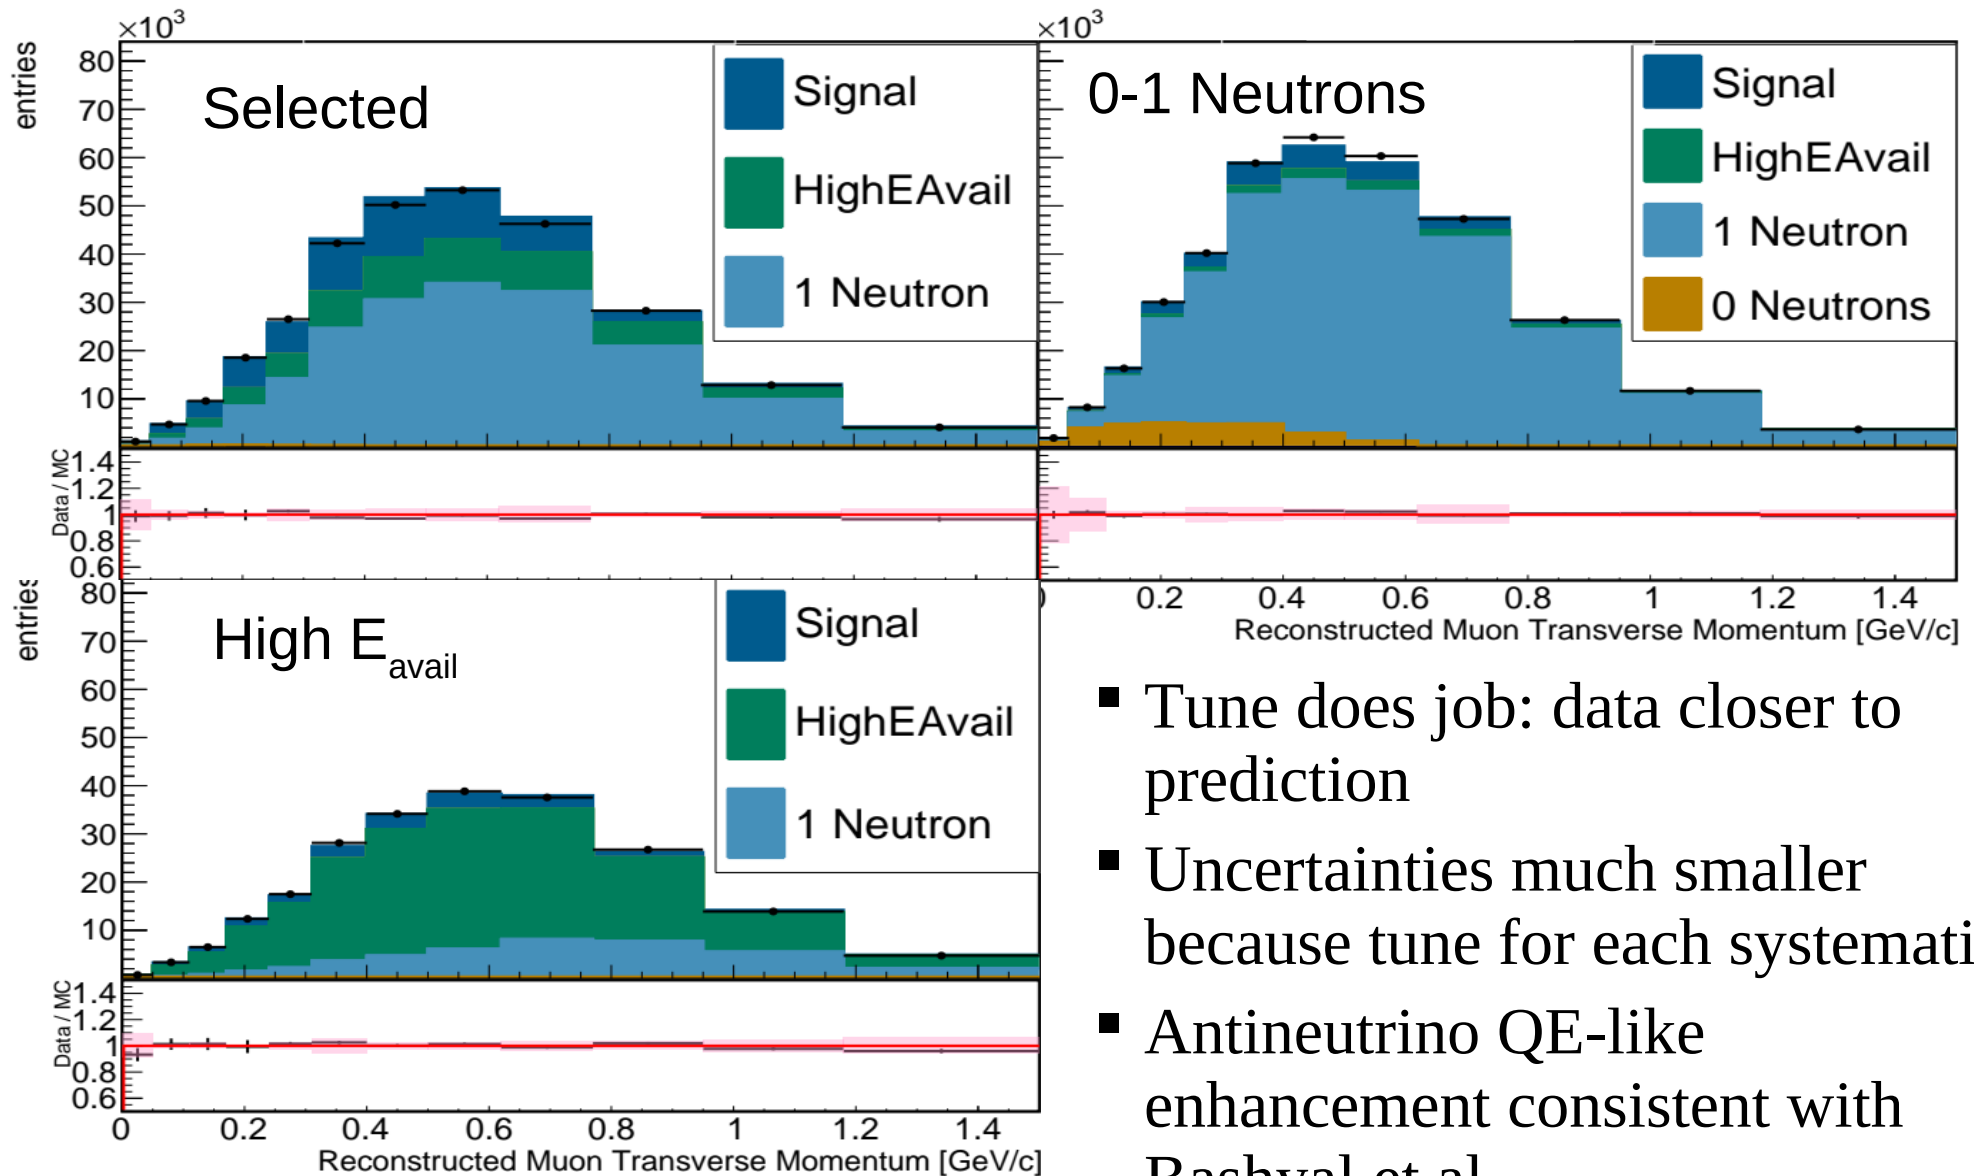 ×10³
entries
80
70
60
50
40
30
20
10
Selected
Signal
HighEAvail
1 Neutron
Data / MC
1.4
1.2
1
0.8
0.6
×10³
0-1 Neutrons
Signal
HighEAvail
1 Neutron
0 Neutrons
0.2 0.4 0.6 0.8 1 1.2 1.4
Reconstructed Muon Transverse Momentum [GeV/c]
entries
80
70
60
50
40
30
20
10
High E avail
Signal
HighEAvail
1 Neutron
Data / MC
1.4
1.2
1
0.8
0.6
0 0.2 0.4 0.6 0.8 1 1.2 1.4
Reconstructed Muon Transverse Momentum [GeV/c]
▪ Tune does job: data closer to
prediction
▪ Uncertainties much smaller
because tune for each systemati
▪ Antineutrino QE-like
enhancement consistent with